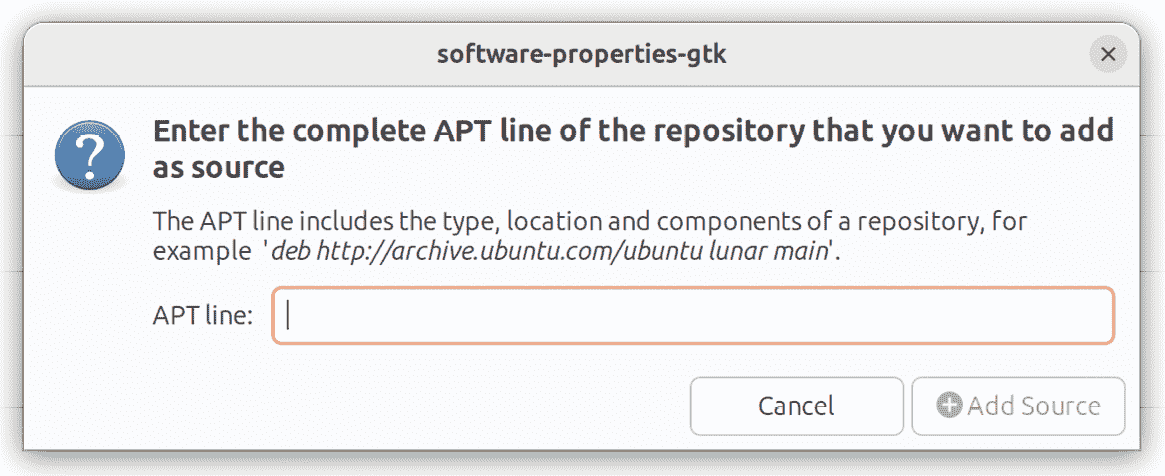 software-properties-gtk
Enter the complete APT line of the repository that you want to add
as source
The APT line includes the type, location and components of a repository, for
example 'deb http://archive.ubuntu.com/ubuntu lunar main'.
APT line:
Cancel
Add Source